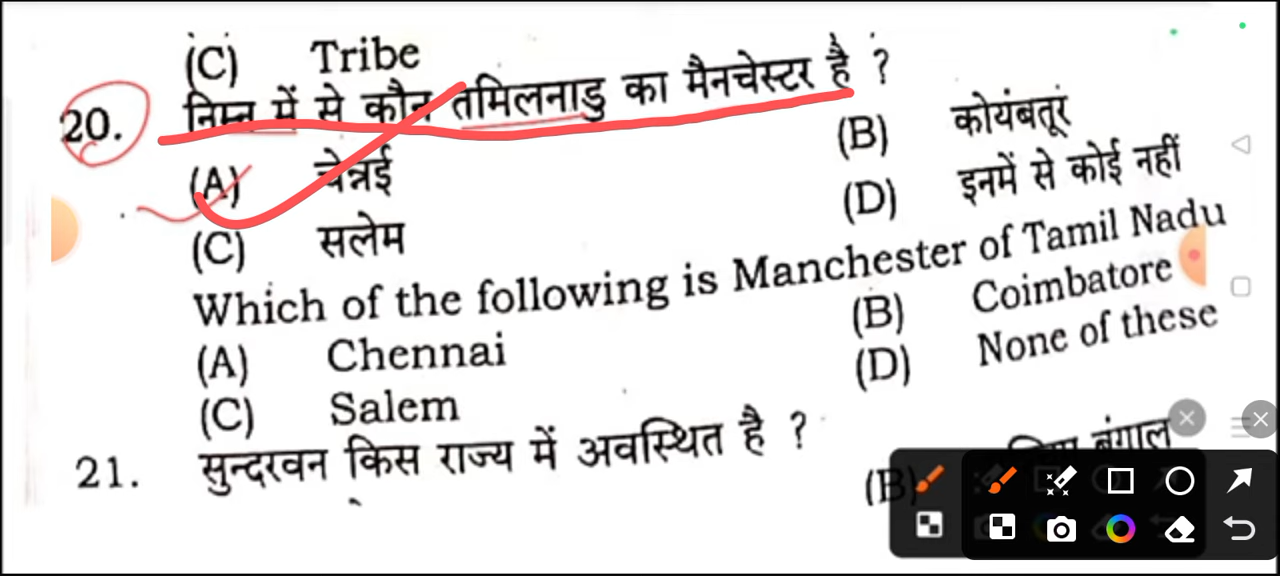 (C) Tribe
20. निम्न में से कौन तमिलनाडु का मैनचेस्टर है ?
(A) चेन्नई (B) कोयंबतूर
(C) सलेम (D) इनमें से कोई नहीं
Which of the following is Manchester of Tamil Nadu
(A) Chennai (B) Coimbatore
(C) Salem (D) None of these
21. सुन्दरवन किस राज्य में अवस्थित है ?
(B) बंगाल